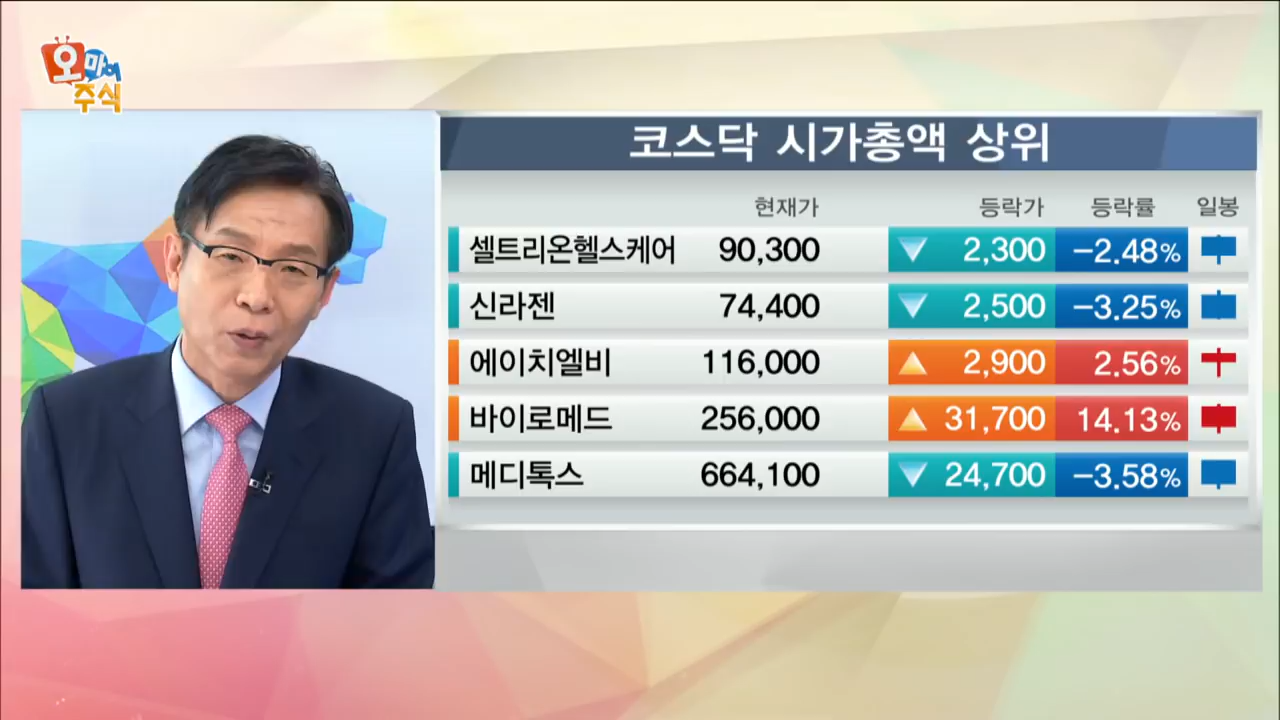 오마이
주식
코스닥 시가총액 상위
현재가 등락가 등락률 일봉
셀트리온헬스케어 90,300 ▼ 2,300 -2.48%
신라젠 74,400 ▼ 2,500 -3.25%
에이치엘비 116,000 ▲ 2,900 2.56%
바이로메드 256,000 ▲ 31,700 14.13%
메디톡스 664,100 ▼ 24,700 -3.58%